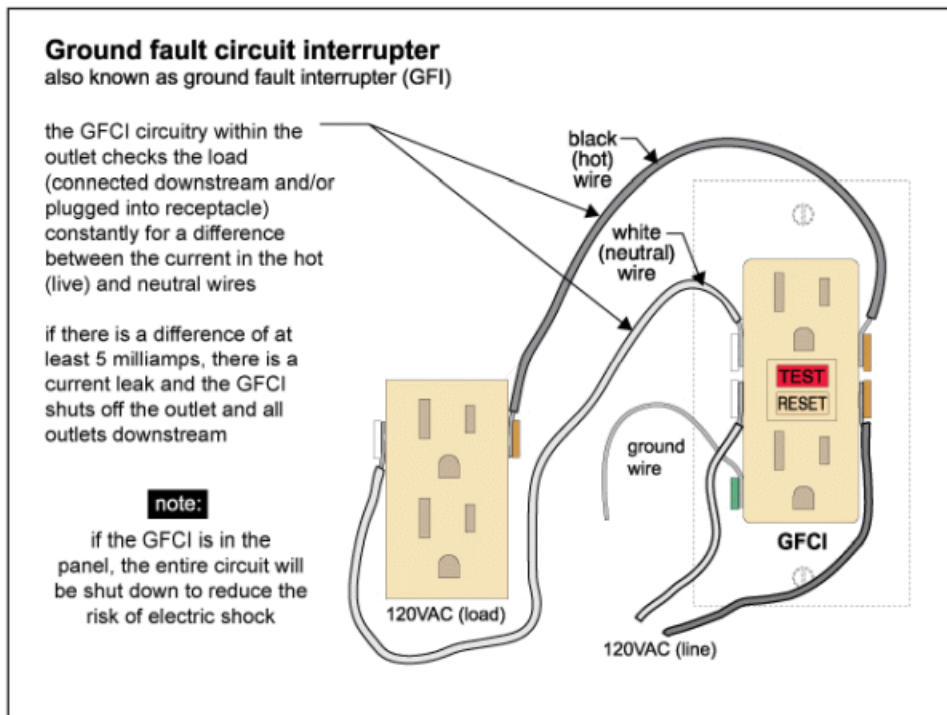 Ground fault circuit interrupter
also known as ground fault interrupter (GFI)
the GFCI circuitry within the
outlet checks the load
(connected downstream and/or
plugged into receptacle)
constantly for a difference
between the current in the hot
(live) and neutral wires
if there is a difference of at
least 5 milliamps, there is a
current leak and the GFCI
shuts off the outlet and all
outlets downstream
note:
if the GFCI is in the
panel, the entire circuit will
be shut down to reduce the
risk of electric shock
black
(hot)
wire
white
(neutral)
wire
TEST
RESET
ground
wire
GFCI
120VAC (load)
120VAC (line)